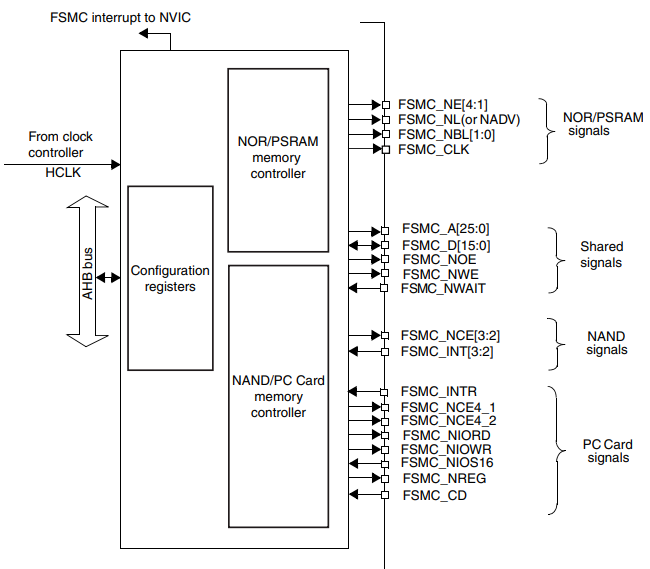 FSMC interrupt to NVIC
From clock
controller
HCLK
AHB bus
Configuration
registers
NOR/PSRAM
memory
controller
NAND/PC Card
memory
controller
FSMC_NE[4:1]
FSMC_NL(or NADV)
FSMC_NBL[1:0]
FSMC_CLK
NOR/PSRAM
signals
FSMC_A[25:0]
FSMC_D[15:0]
FSMC_NOE
FSMC_NWE
FSMC_NWAIT
Shared
signals
FSMC_NCE[3:2]
FSMC_INT[3:2]
NAND
signals
FSMC_INTR
FSMC_NCE4_1
FSMC_NCE4_2
FSMC_NIORD
FSMC_NIOWR
FSMC_NIOS16
FSMC_NREG
FSMC_CD
PC Card
signals